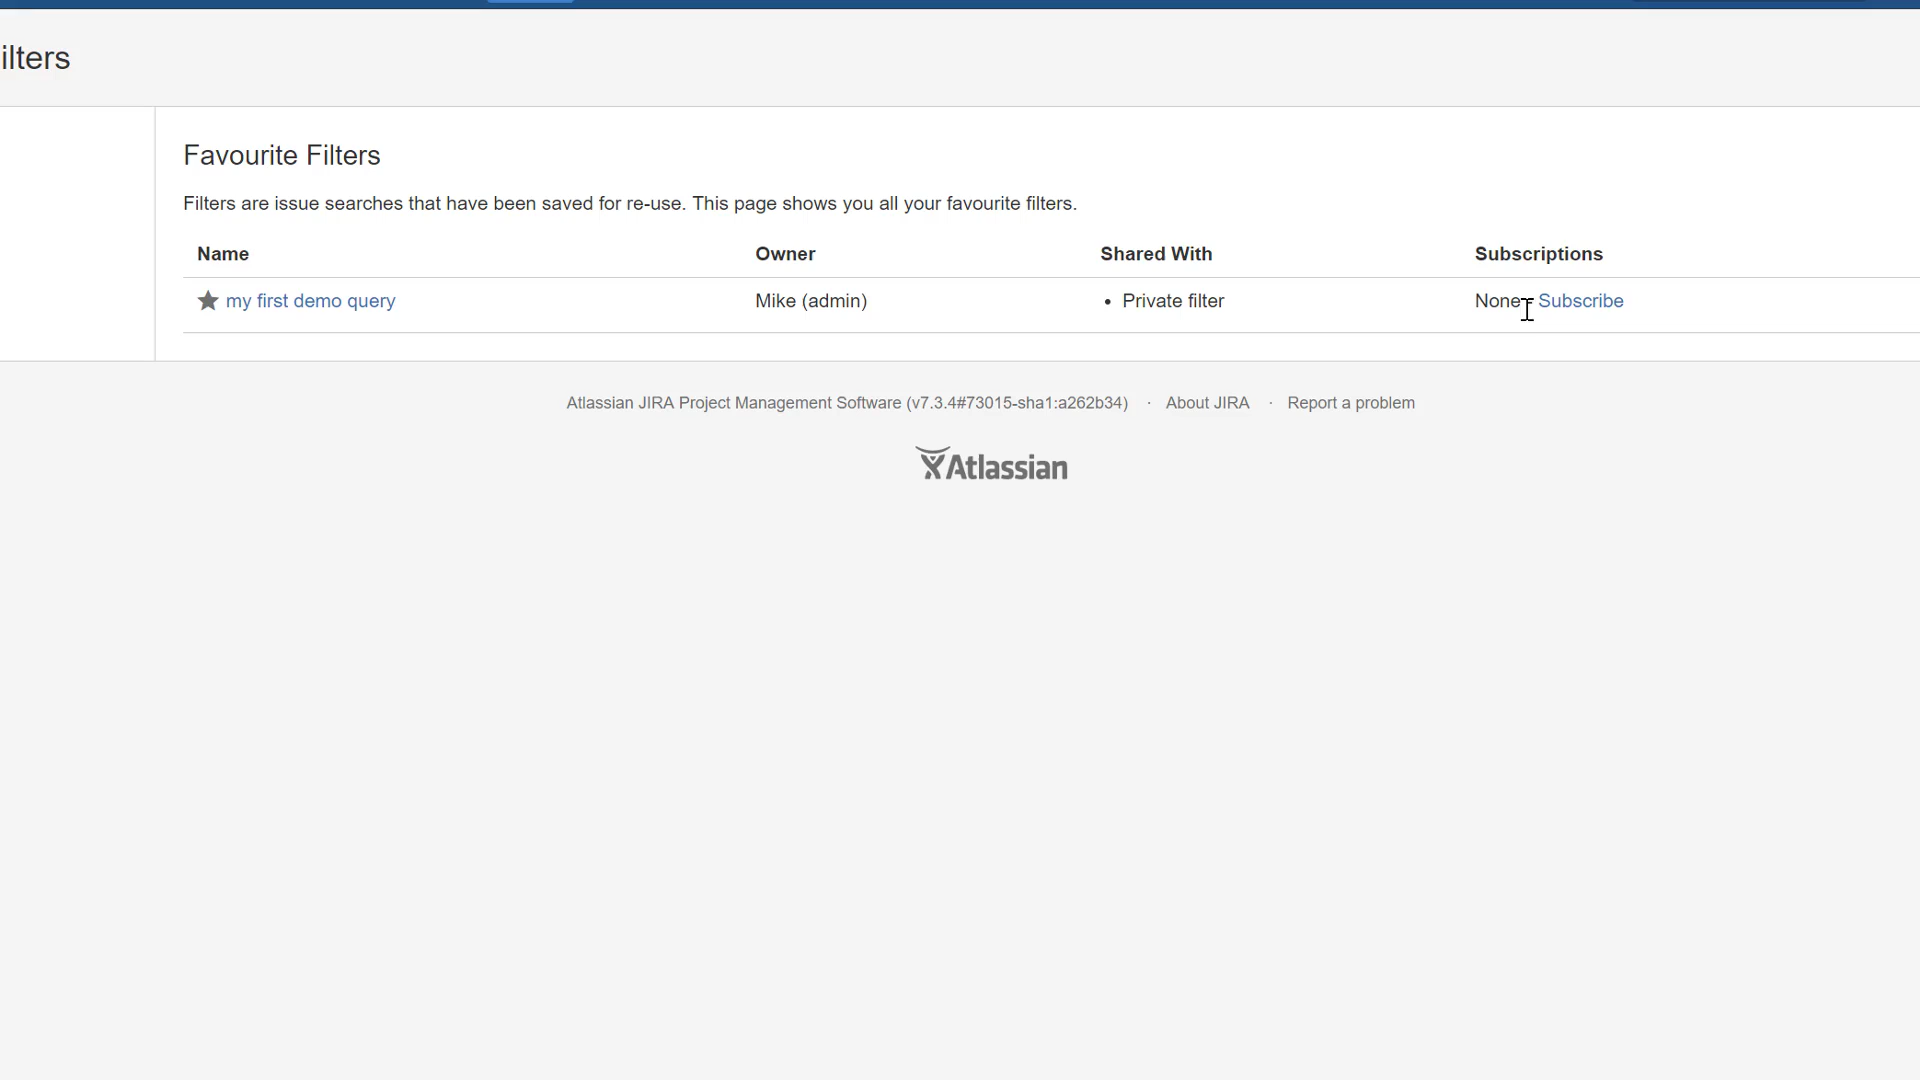 ilters
Favourite Filters
Filters are issue searches that have been saved for re-use. This page shows you all your favourite filters.
Name Owner Shared With Subscriptions
my first demo query Mike (admin) • Private filter None - Subscribe
Atlassian JIRA Project Management Software (v7.3.4#73015-sha1:a262b34) · About JIRA · Report a problem
Atlassian